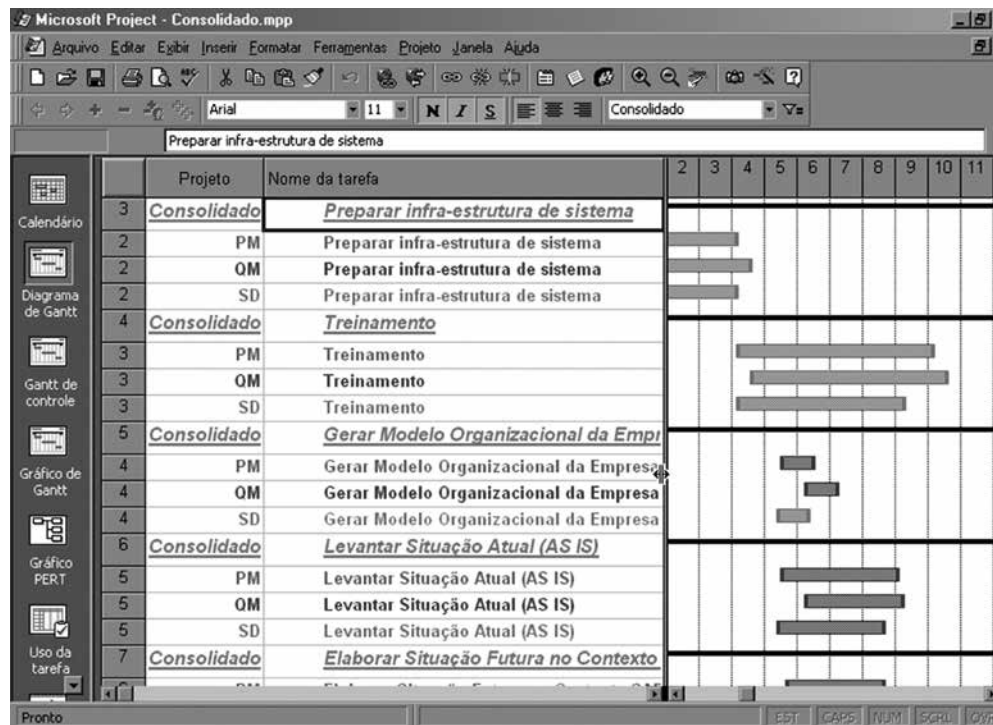 Microsoft Project - Consolidado.mpp
Arquivo Editar Exibir Inserir Formatar Ferramentas Projeto Janela Ajuda
Arial 11 N I S Consolidado
Preparar infra-estrutura de sistema
Projeto Nome da tarefa 2 3 4 5 6 7 8 9 10 11
Calendário
Diagrama de Gantt
Gantt de controle
Gráfico de Gantt
Gráfico PERT
Uso da tarefa
3 Consolidado Preparar infra-estrutura de sistema
2 PM Preparar infra-estrutura de sistema
2 QM Preparar infra-estrutura de sistema
2 SD Preparar infra-estrutura de sistema
4 Consolidado Treinamento
3 PM Treinamento
3 QM Treinamento
3 SD Treinamento
5 Consolidado Gerar Modelo Organizacional da Empr
4 PM Gerar Modelo Organizacional da Empresa
4 QM Gerar Modelo Organizacional da Empresa
4 SD Gerar Modelo Organizacional da Empresa
6 Consolidado Levantar Situação Atual (AS IS)
5 PM Levantar Situação Atual (AS IS)
5 QM Levantar Situação Atual (AS IS)
5 SD Levantar Situação Atual (AS IS)
7 Consolidado Elaborar Situação Futura no Contexto
Pronto EST CAPS NUM SCRL OVR